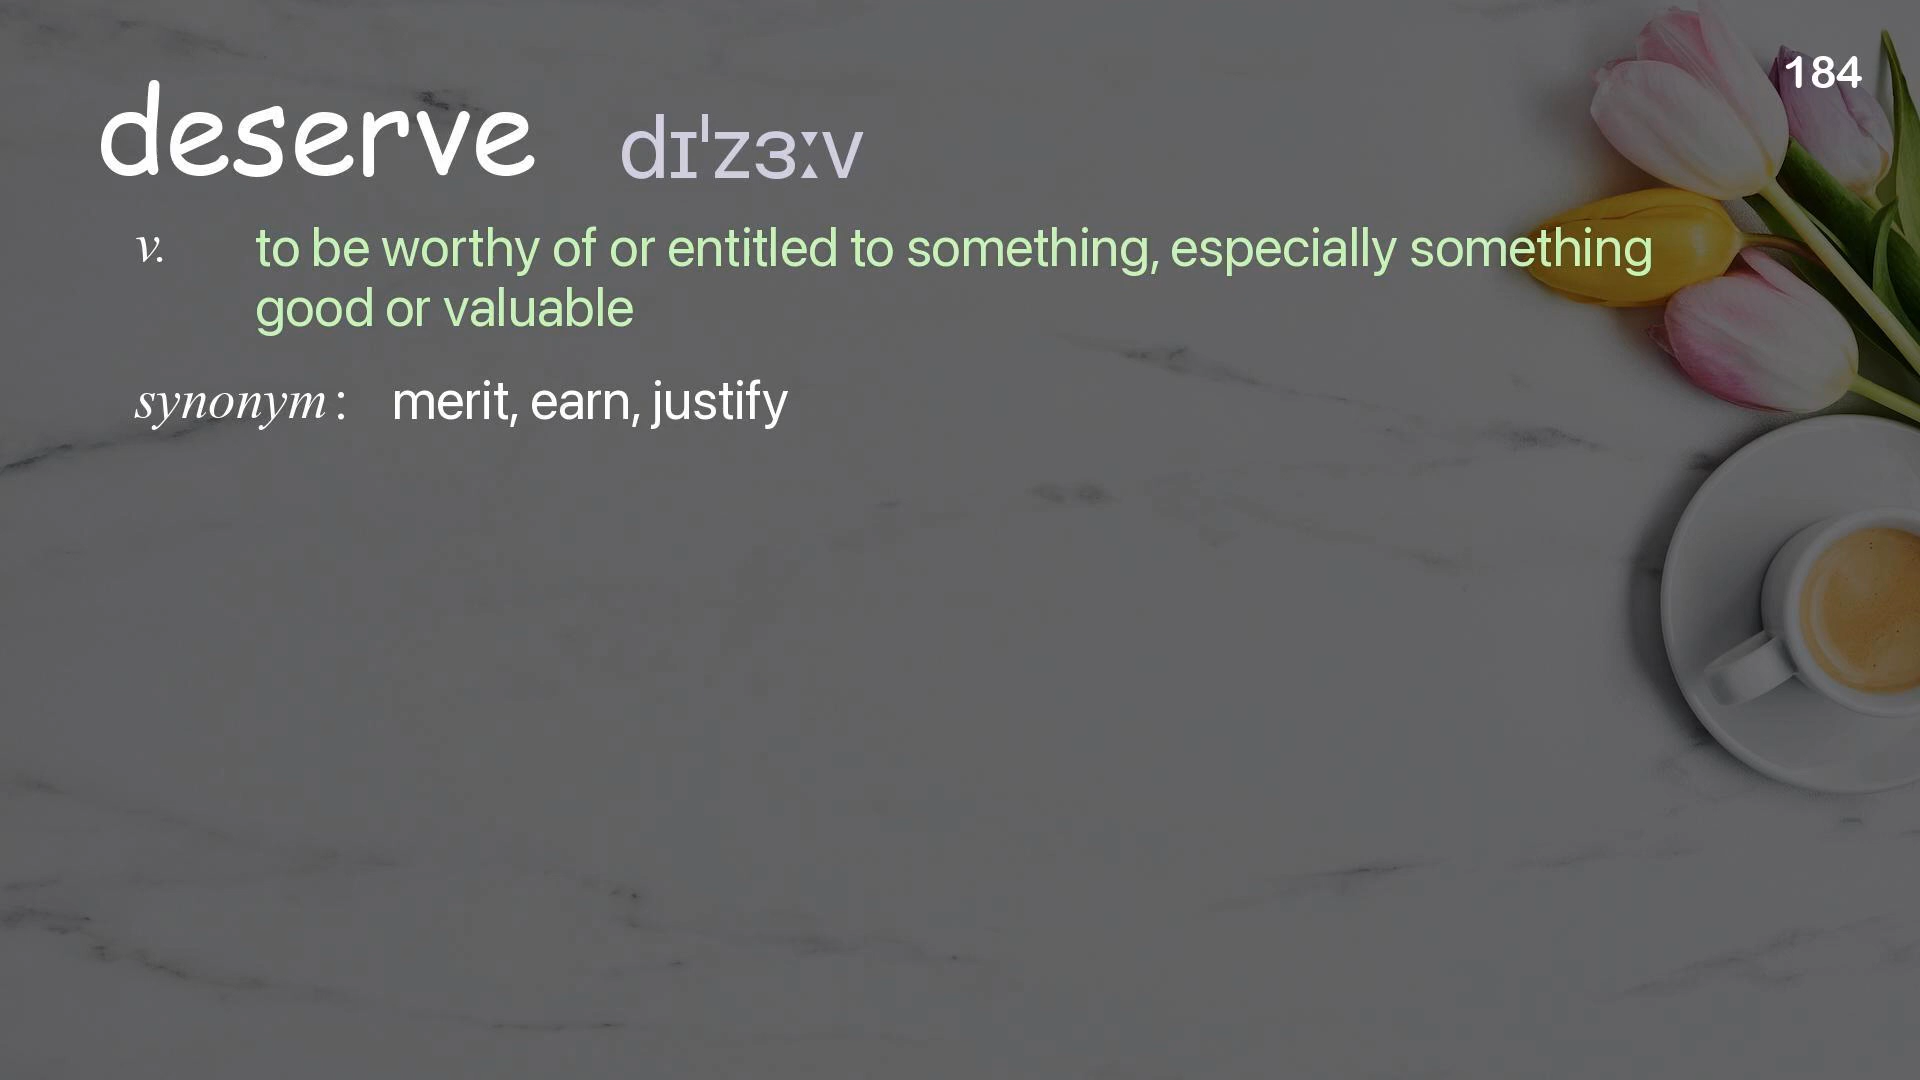 184
deserve dɪˈzɜːv
v. to be worthy of or entitled to something, especially something
good or valuable
synonym: merit, earn, justify